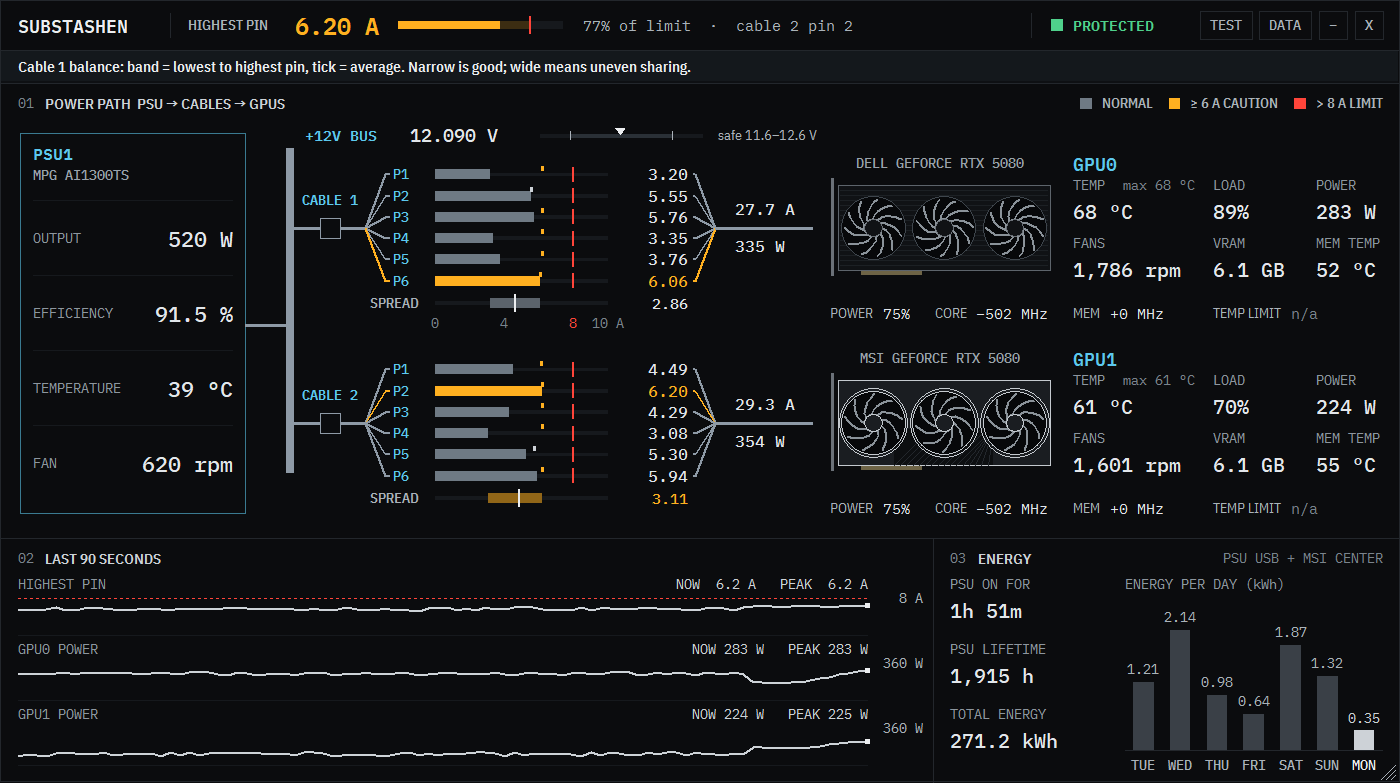 SUBSTASHEN HIGHEST PIN 6.20 A 77% of limit · cable 2 pin 2 PROTECTED TEST DATA – X
Cable 1 balance: band = lowest to highest pin, tick = average. Narrow is good; wide means uneven sharing.
01 POWER PATH PSU → CABLES → GPUS NORMAL ≥ 6 A CAUTION > 8 A LIMIT
PSU1
MPG AI1300TS
OUTPUT 520 W
EFFICIENCY 91.5 %
TEMPERATURE 39 °C
FAN 620 rpm
+12V BUS 12.090 V safe 11.6–12.6 V
CABLE 1
P1 3.20
P2 5.55
P3 5.76
P4 3.35
P5 3.76
P6 6.06
SPREAD 2.86
0 4 8 10 A
27.7 A
335 W
CABLE 2
P1 4.49
P2 6.20
P3 4.29
P4 3.08
P5 5.30
P6 5.94
SPREAD 3.11
29.3 A
354 W
DELL GEFORCE RTX 5080
GPU0
TEMP max 68 °C LOAD POWER
68 °C 89% 283 W
FANS VRAM MEM TEMP
1,786 rpm 6.1 GB 52 °C
POWER 75% CORE −502 MHz MEM +0 MHz TEMP LIMIT n/a
MSI GEFORCE RTX 5080
GPU1
TEMP max 61 °C LOAD POWER
61 °C 70% 224 W
FANS VRAM MEM TEMP
1,601 rpm 6.1 GB 55 °C
POWER 75% CORE −502 MHz MEM +0 MHz TEMP LIMIT n/a
02 LAST 90 SECONDS
HIGHEST PIN NOW 6.2 A PEAK 6.2 A
8 A
GPU0 POWER NOW 283 W PEAK 283 W
360 W
GPU1 POWER NOW 224 W PEAK 225 W
360 W
03 ENERGY PSU USB + MSI CENTER
PSU ON FOR
1h 51m
PSU LIFETIME
1,915 h
TOTAL ENERGY
271.2 kWh
ENERGY PER DAY (kWh)
1.21 2.14 0.98 0.64 1.87 1.32 0.35
TUE WED THU FRI SAT SUN MON